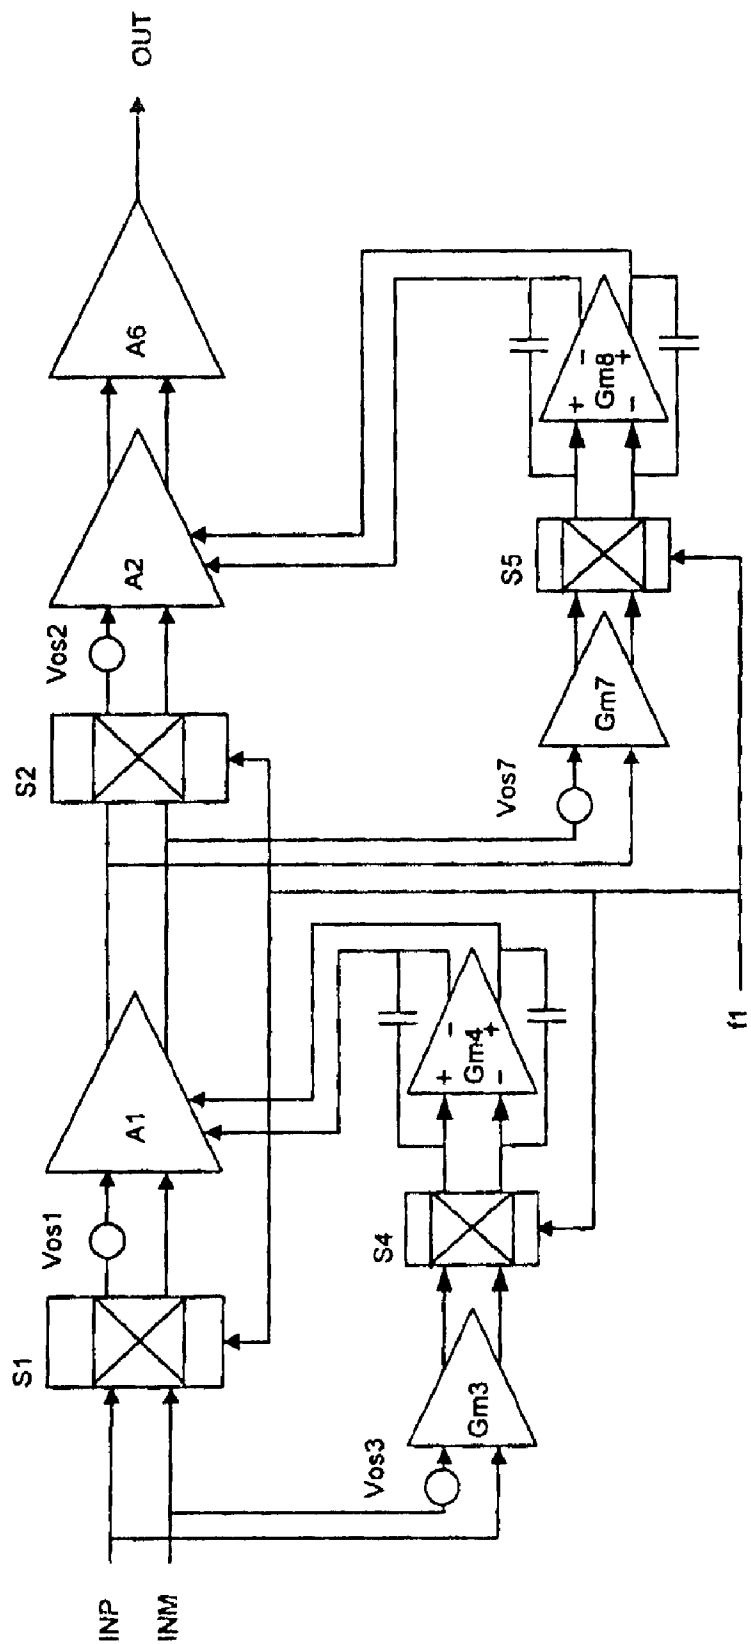 INP
INM
S1
Vos1
A1
S2
Vos2
A2
A6
OUT
Vos3
Gm3
S4
+
−
Gm4
−
+
Vos7
Gm7
S5
+
−
Gm8
−
+
f1